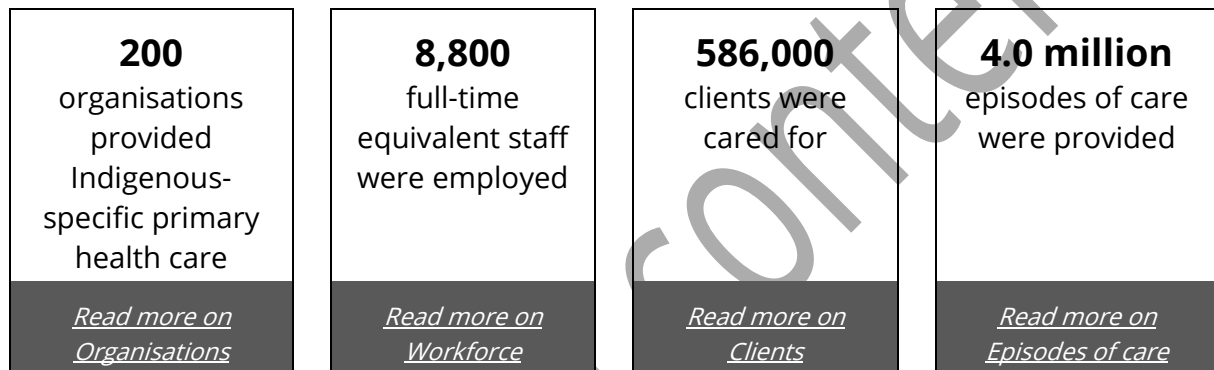 200
organisations
provided
Indigenous-
specific primary
health care
Read more on
Organisations
8,800
full-time
equivalent staff
were employed
Read more on
Workforce
586,000
clients were
cared for
Read more on
Clients
4.0 million
episodes of care
were provided
Read more on
Episodes of care